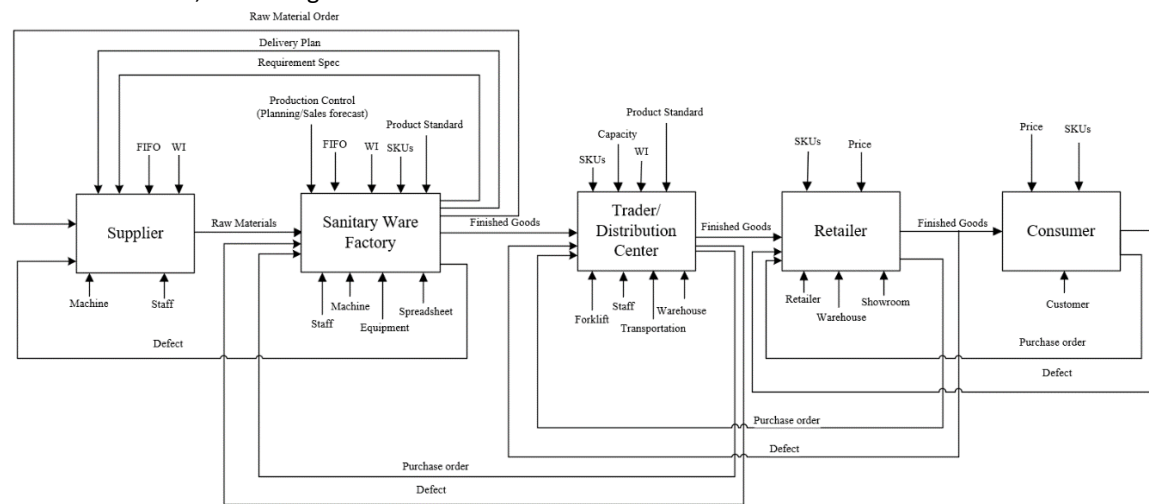 Raw Material Order
Delivery Plan
Requirement Spec
Production Control
(Planning/Sales forecast)
Product Standard
FIFO
WI
FIFO
WI
SKUs
Product Standard
Capacity
WI
SKUs
SKUs
Price
Price
SKUs
Supplier
Raw Materials
Sanitary Ware
Factory
Finished Goods
Trader/
Distribution
Center
Finished Goods
Retailer
Finished Goods
Consumer
Machine
Staff
Staff
Machine
Equipment
Spreadsheet
Forklift
Staff
Transportation
Warehouse
Retailer
Warehouse
Showroom
Customer
Defect
Purchase order
Defect
Purchase order
Defect
Purchase order
Defect